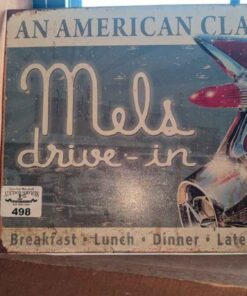 AN AMERICAN CLA
Mels
drive-in
498
Breakfast • Lunch • Dinner • Late